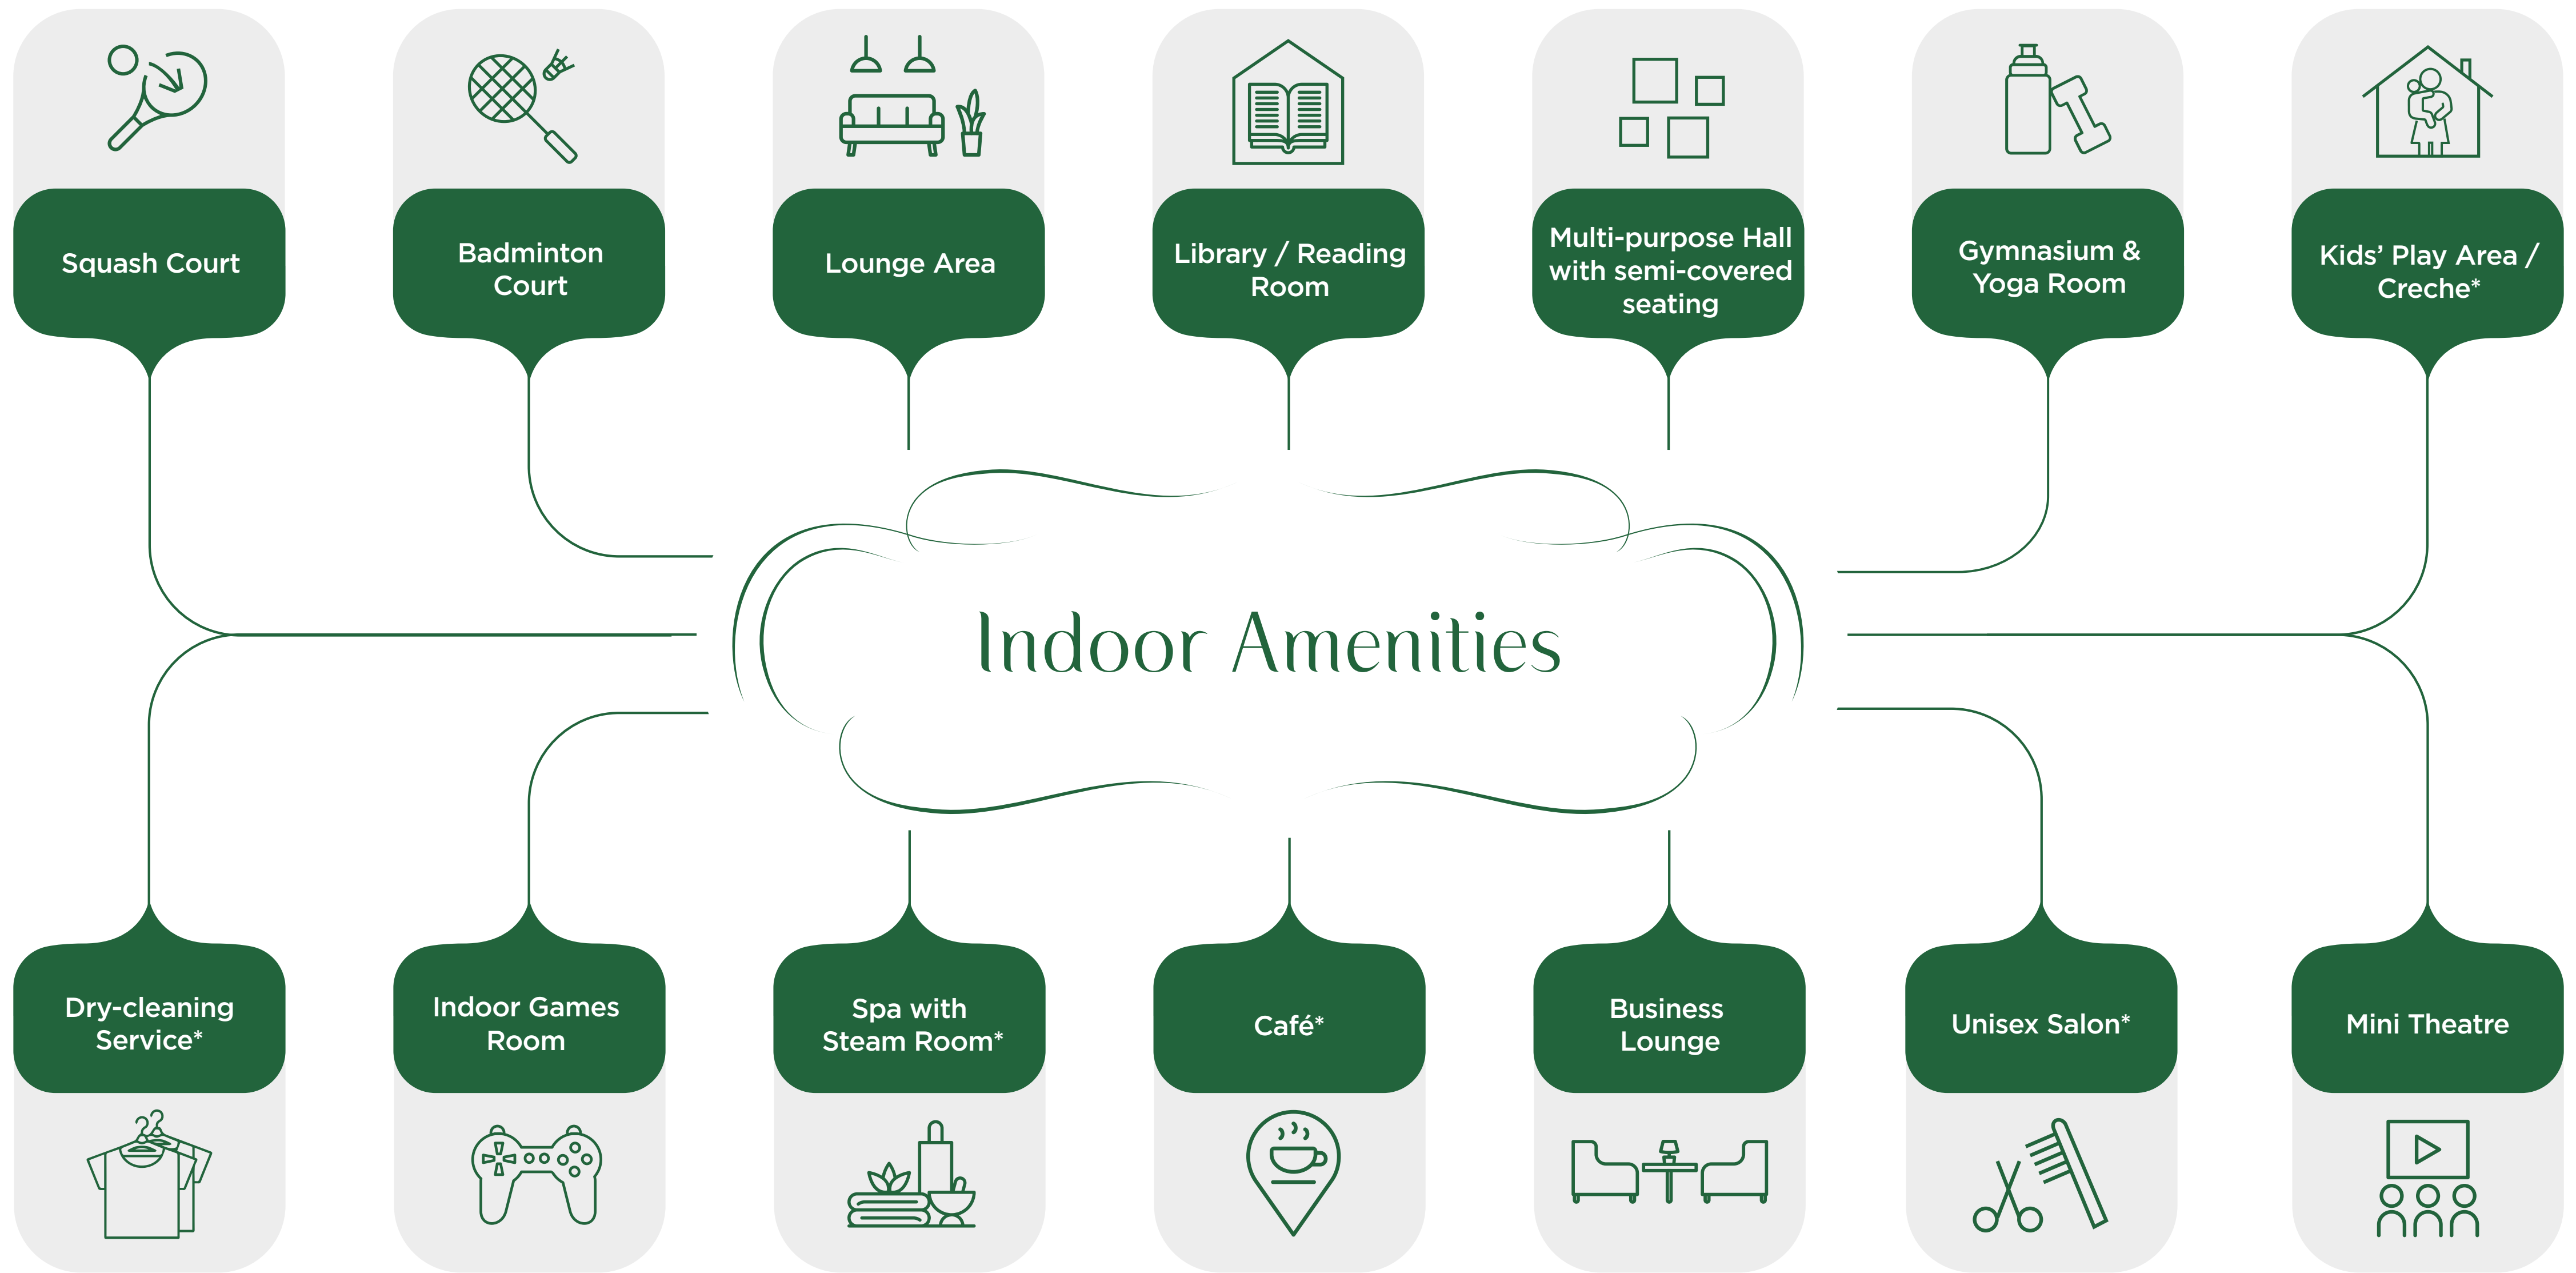 Squash Court
Badminton
Court
Lounge Area
Library / Reading
Room
Multi-purpose Hall
with semi-covered
seating
Gymnasium &
Yoga Room
Kids’ Play Area /
Creche*
Indoor Amenities
Dry-cleaning
Service*
Indoor Games
Room
Spa with
Steam Room*
Café*
Business
Lounge
Unisex Salon*
Mini Theatre